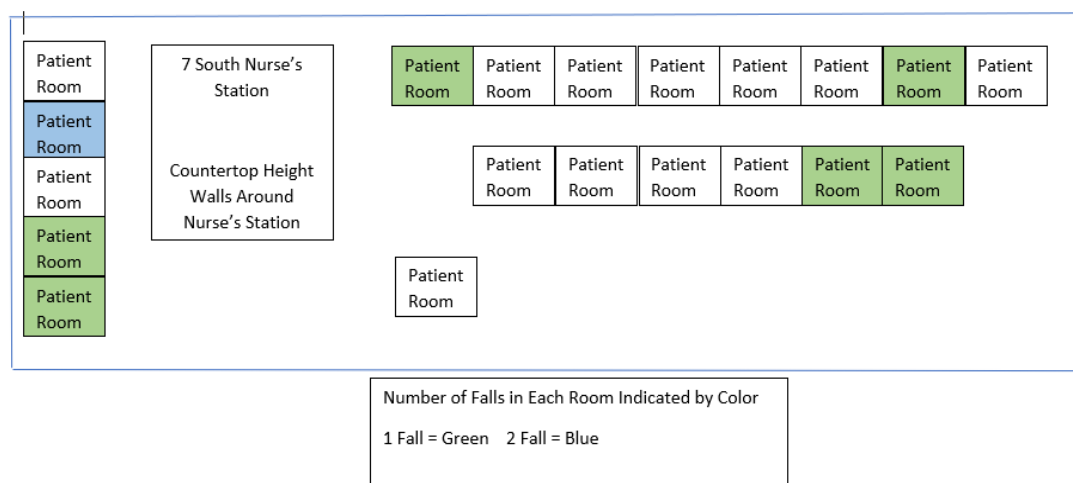 Patient
Room
Patient
Room
Patient
Room
Patient
Room
Patient
Room
7 South Nurse’s
Station
Countertop Height
Walls Around
Nurse’s Station
Patient
Room
Patient
Room
Patient
Room
Patient
Room
Patient
Room
Patient
Room
Patient
Room
Patient
Room
Patient
Room
Patient
Room
Patient
Room
Patient
Room
Patient
Room
Patient
Room
Patient
Room
Number of Falls in Each Room Indicated by Color
1 Fall = Green 2 Fall = Blue